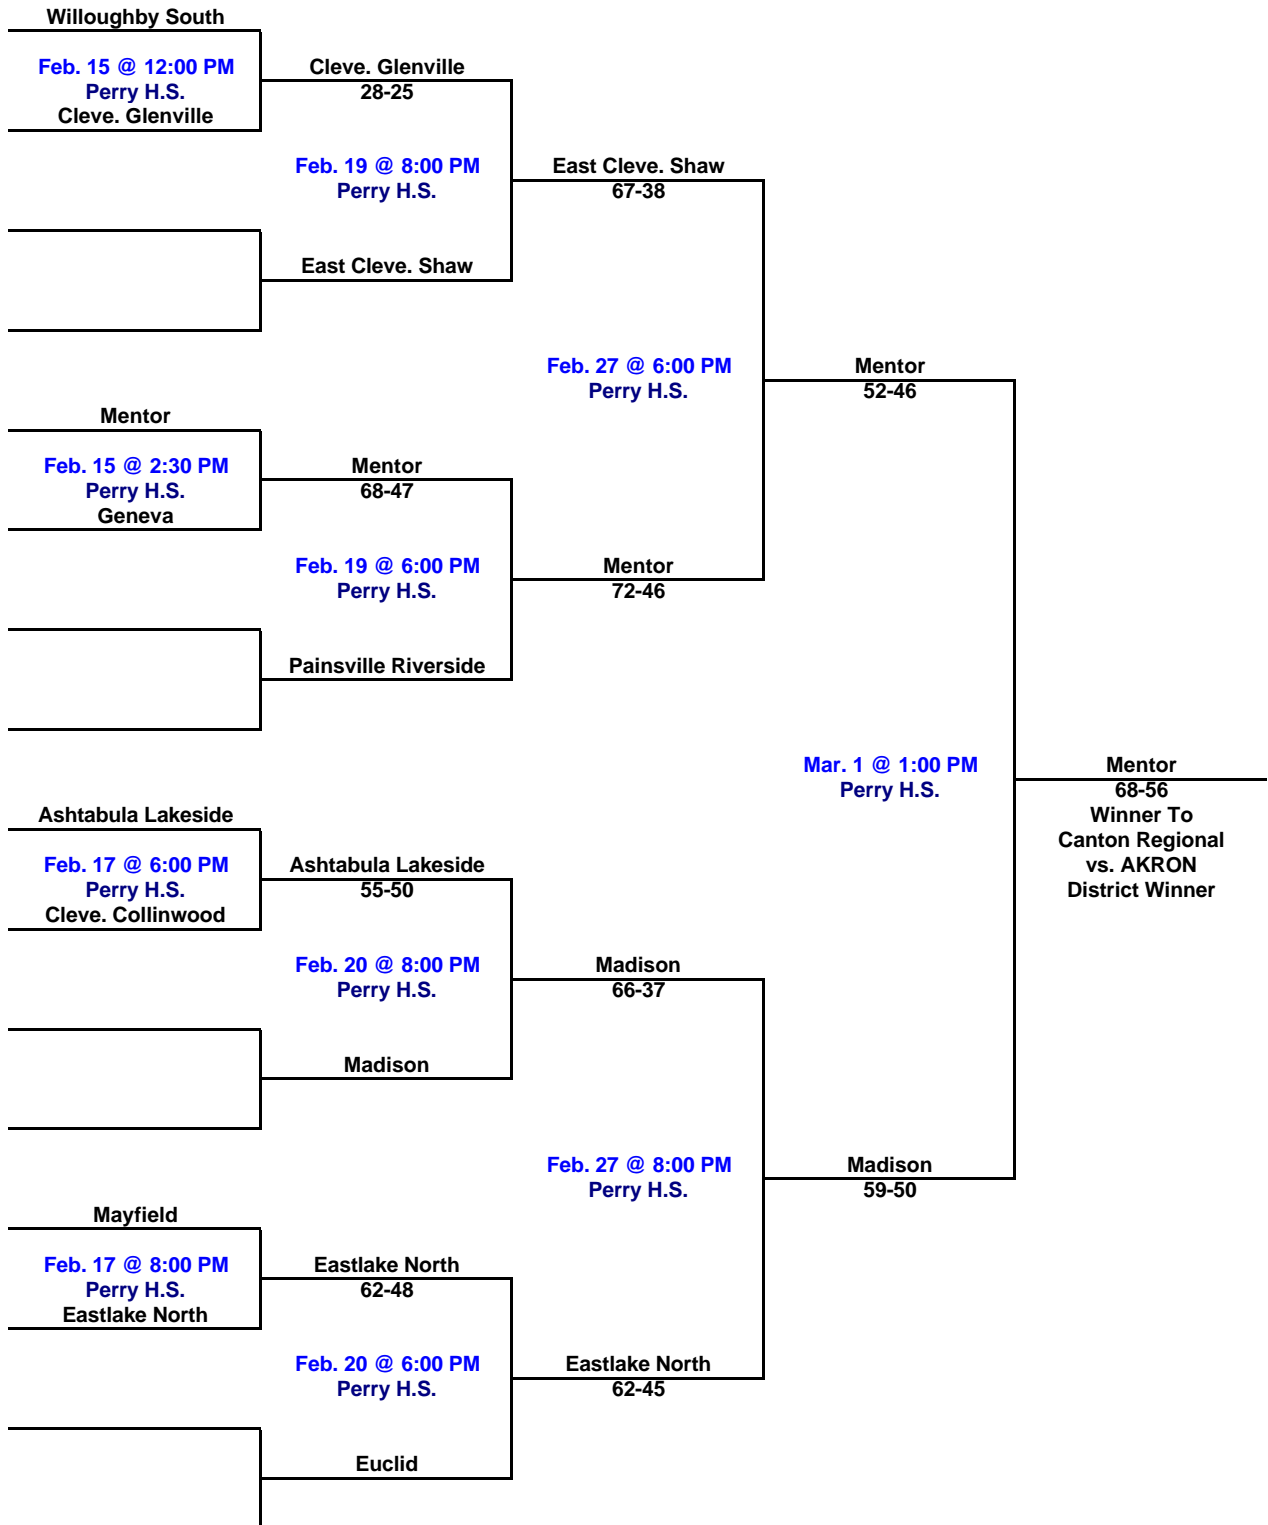 Willoughby South
Feb. 15 @ 12:00 PM
Perry H.S.
Cleve. Glenville
Cleve. Glenville
28-25
Feb. 19 @ 8:00 PM
Perry H.S.
East Cleve. Shaw
67-38
East Cleve. Shaw
Feb. 27 @ 6:00 PM
Perry H.S.
Mentor
52-46
Mentor
Feb. 15 @ 2:30 PM
Perry H.S.
Geneva
Mentor
68-47
Feb. 19 @ 6:00 PM
Perry H.S.
Mentor
72-46
Painsville Riverside
Mar. 1 @ 1:00 PM
Perry H.S.
Mentor
68-56
Winner To
Canton Regional
vs. AKRON
District Winner
Ashtabula Lakeside
Feb. 17 @ 6:00 PM
Perry H.S.
Cleve. Collinwood
Ashtabula Lakeside
55-50
Feb. 20 @ 8:00 PM
Perry H.S.
Madison
66-37
Madison
Feb. 27 @ 8:00 PM
Perry H.S.
Madison
59-50
Mayfield
Feb. 17 @ 8:00 PM
Perry H.S.
Eastlake North
Eastlake North
62-48
Feb. 20 @ 6:00 PM
Perry H.S.
Eastlake North
62-45
Euclid